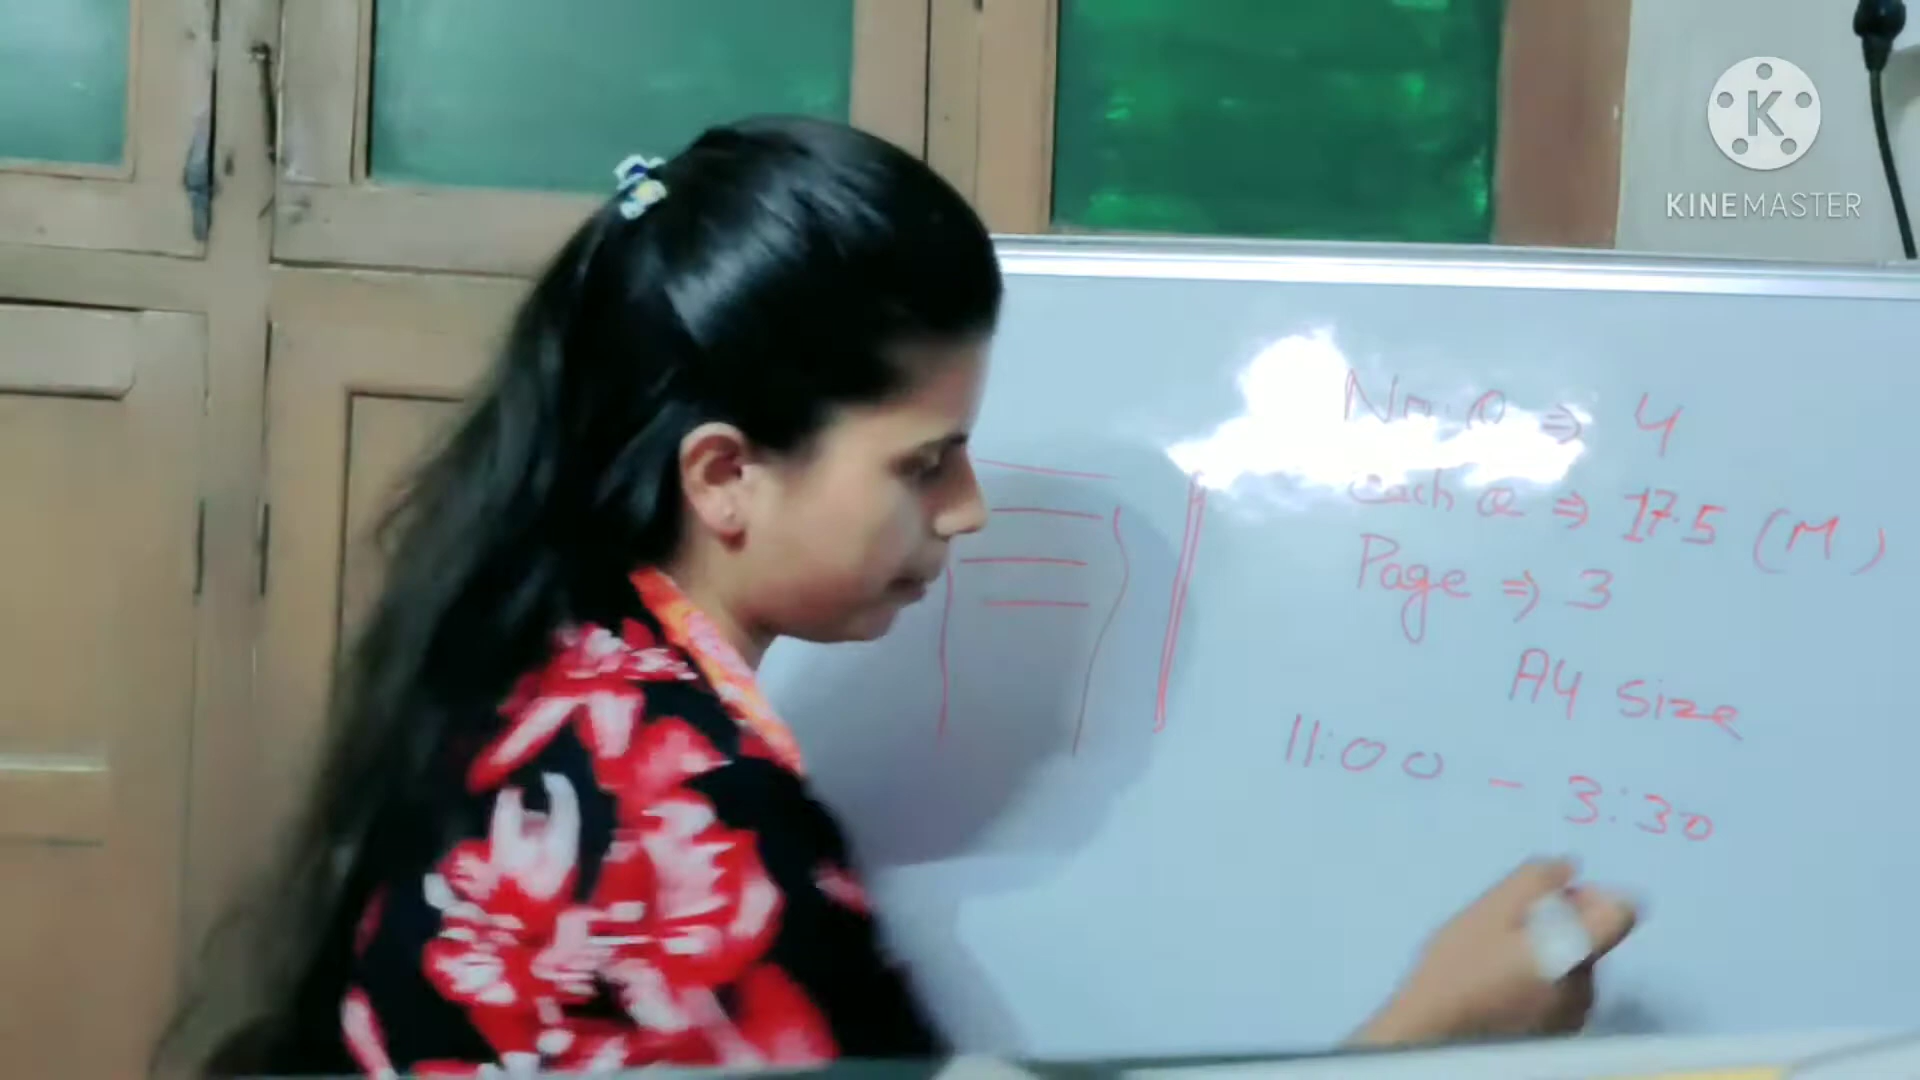 KINEMASTER
No. Q ⇒ 4
each Q ⇒ 17.5 (M)
Page ⇒ 3
A4 Size
11:00 - 3:30